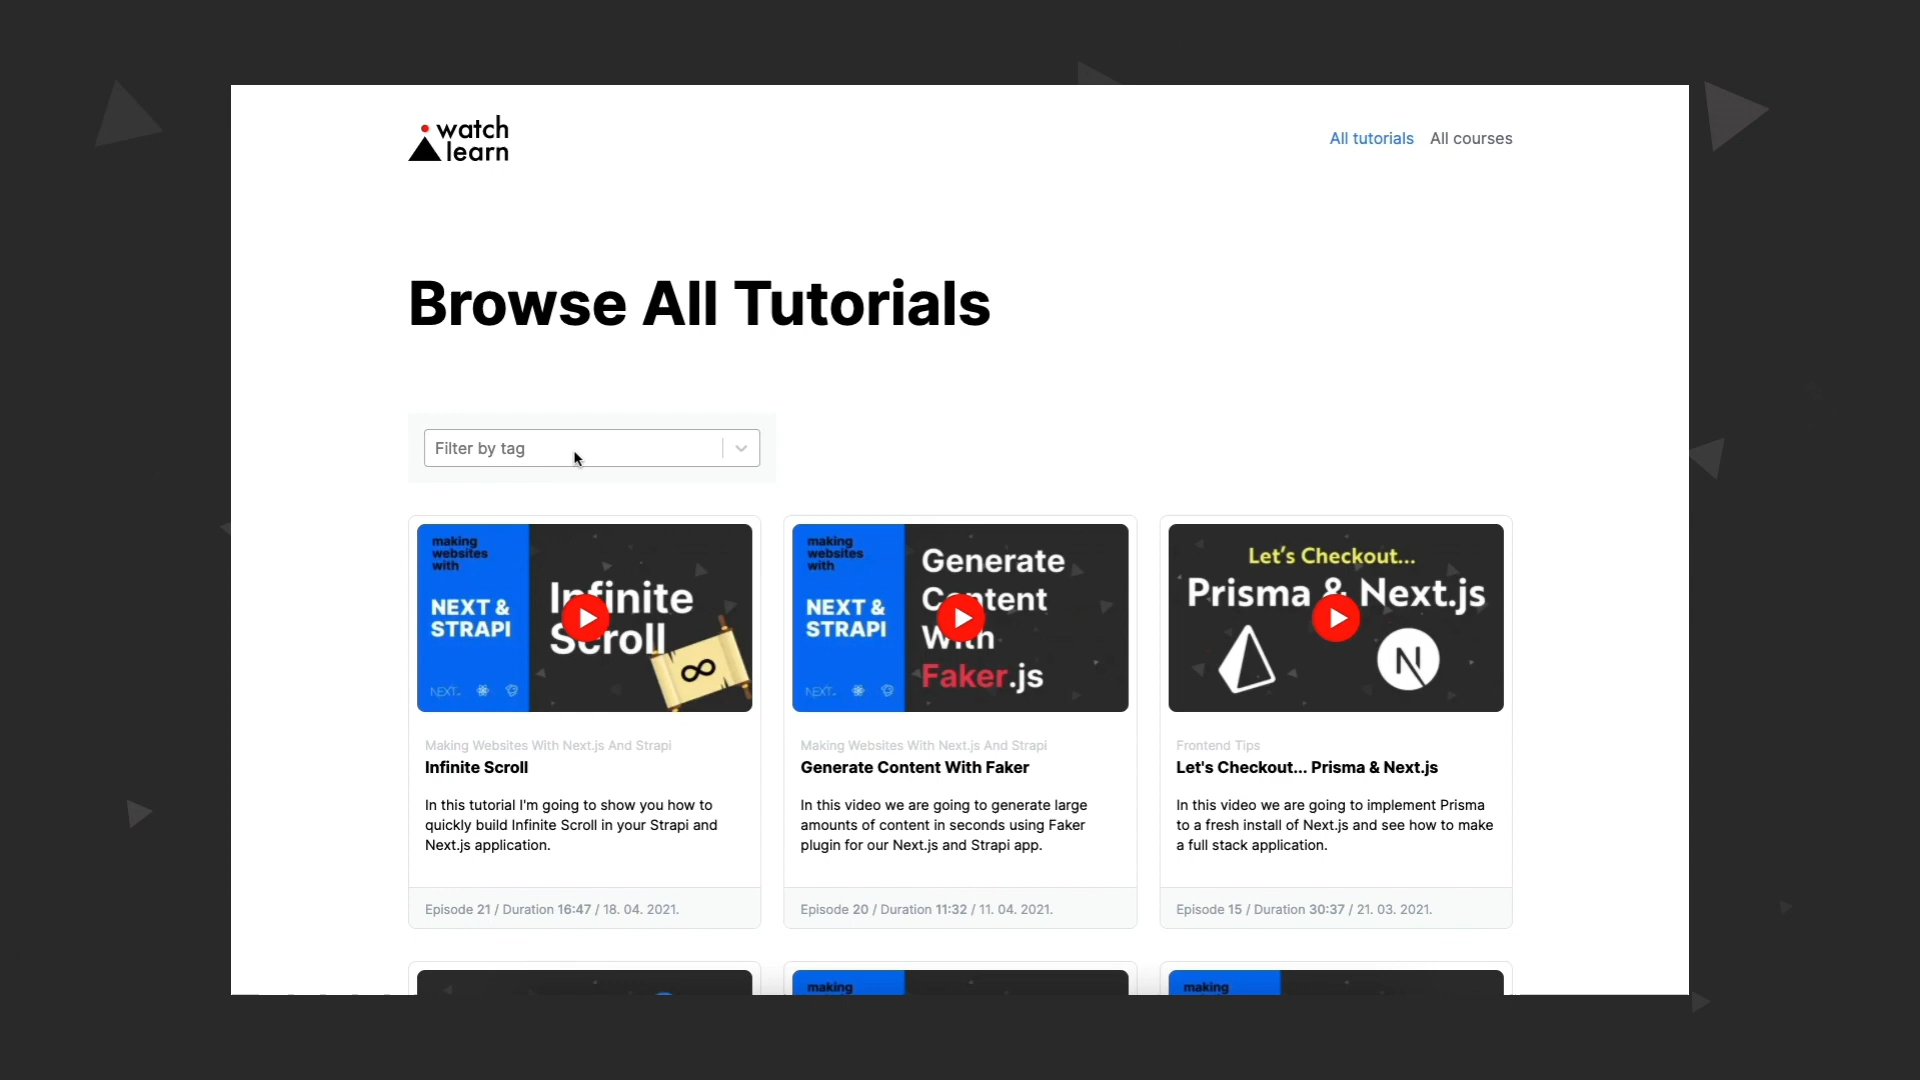 watch
learn
All tutorials All courses
Browse All Tutorials
Filter by tag
making
websites
with
NEXT &
STRAPI
NEXT.
Infinite
Scroll
making
websites
with
NEXT &
STRAPI
NEXT.
Generate
Content
With
Faker.js
Let's Checkout...
Prisma & Next.js
N
Making Websites With Next.js And Strapi
Infinite Scroll
In this tutorial I'm going to show you how to
quickly build Infinite Scroll in your Strapi and
Next.js application.
Episode 21 / Duration 16:47 / 18. 04. 2021.
Making Websites With Next.js And Strapi
Generate Content With Faker
In this video we are going to generate large
amounts of content in seconds using Faker
plugin for our Next.js and Strapi app.
Episode 20 / Duration 11:32 / 11. 04. 2021.
Frontend Tips
Let's Checkout... Prisma & Next.js
In this video we are going to implement Prisma
to a fresh install of Next.js and see how to make
a full stack application.
Episode 15 / Duration 30:37 / 21. 03. 2021.
making
making